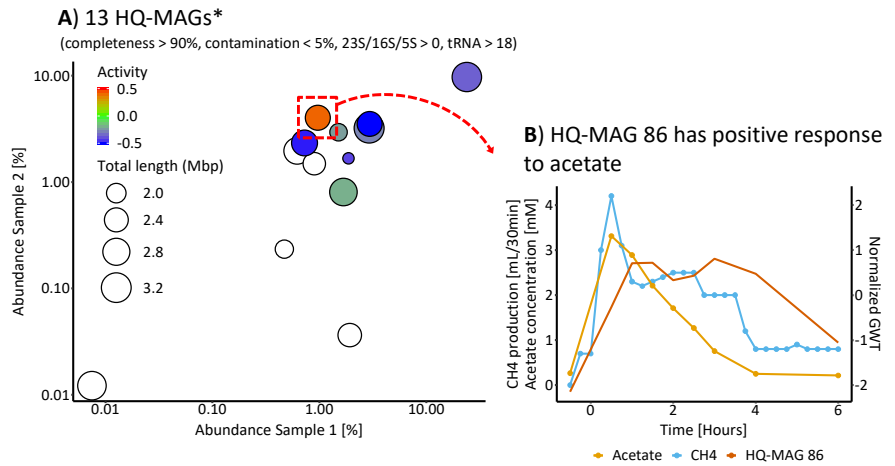 A) 13 HQ-MAGs*
(completeness > 90%, contamination < 5%, 23S/16S/5S > 0, tRNA > 18)
Activity
0.5
0.0
-0.5
Total length (Mbp)
2.0
2.4
2.8
3.2
10.00
1.00
0.10
0.01
Abundance Sample 2 [%]
0.01
0.10
1.00
10.00
Abundance Sample 1 [%]
B) HQ-MAG 86 has positive response
to acetate
CH4 production [mL/30min]
Acetate concentration [mM]
4
3
2
1
0
2
1
0
-1
-2
Normalized GWT
0
2
4
6
Time [Hours]
Acetate
CH4
HQ-MAG 86